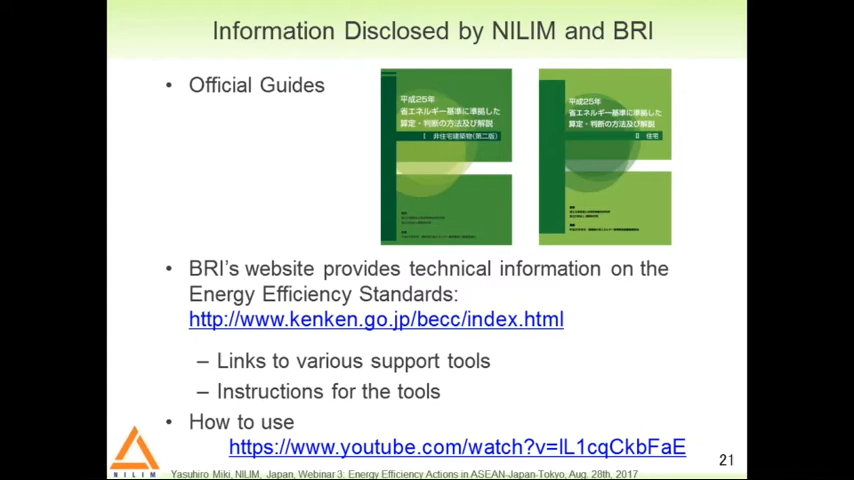 Information Disclosed by NILIM and BRI
• Official Guides
平成25年
省エネルギー基準に準拠した
算定・判断の方法及び解説
Ⅰ 非住宅建築物(第二版)
平成25年
省エネルギー基準に準拠した
算定・判断の方法及び解説
Ⅱ 住宅
• BRI's website provides technical information on the
Energy Efficiency Standards:
http://www.kenken.go.jp/becc/index.html
– Links to various support tools
– Instructions for the tools
• How to use
https://www.youtube.com/watch?v=lL1cqCkbFaE
21
NILIM
Yasuhiro Miki, NILIM, Japan, Webinar 3: Energy Efficiency Actions in ASEAN-Japan-Tokyo, Aug. 28th, 2017